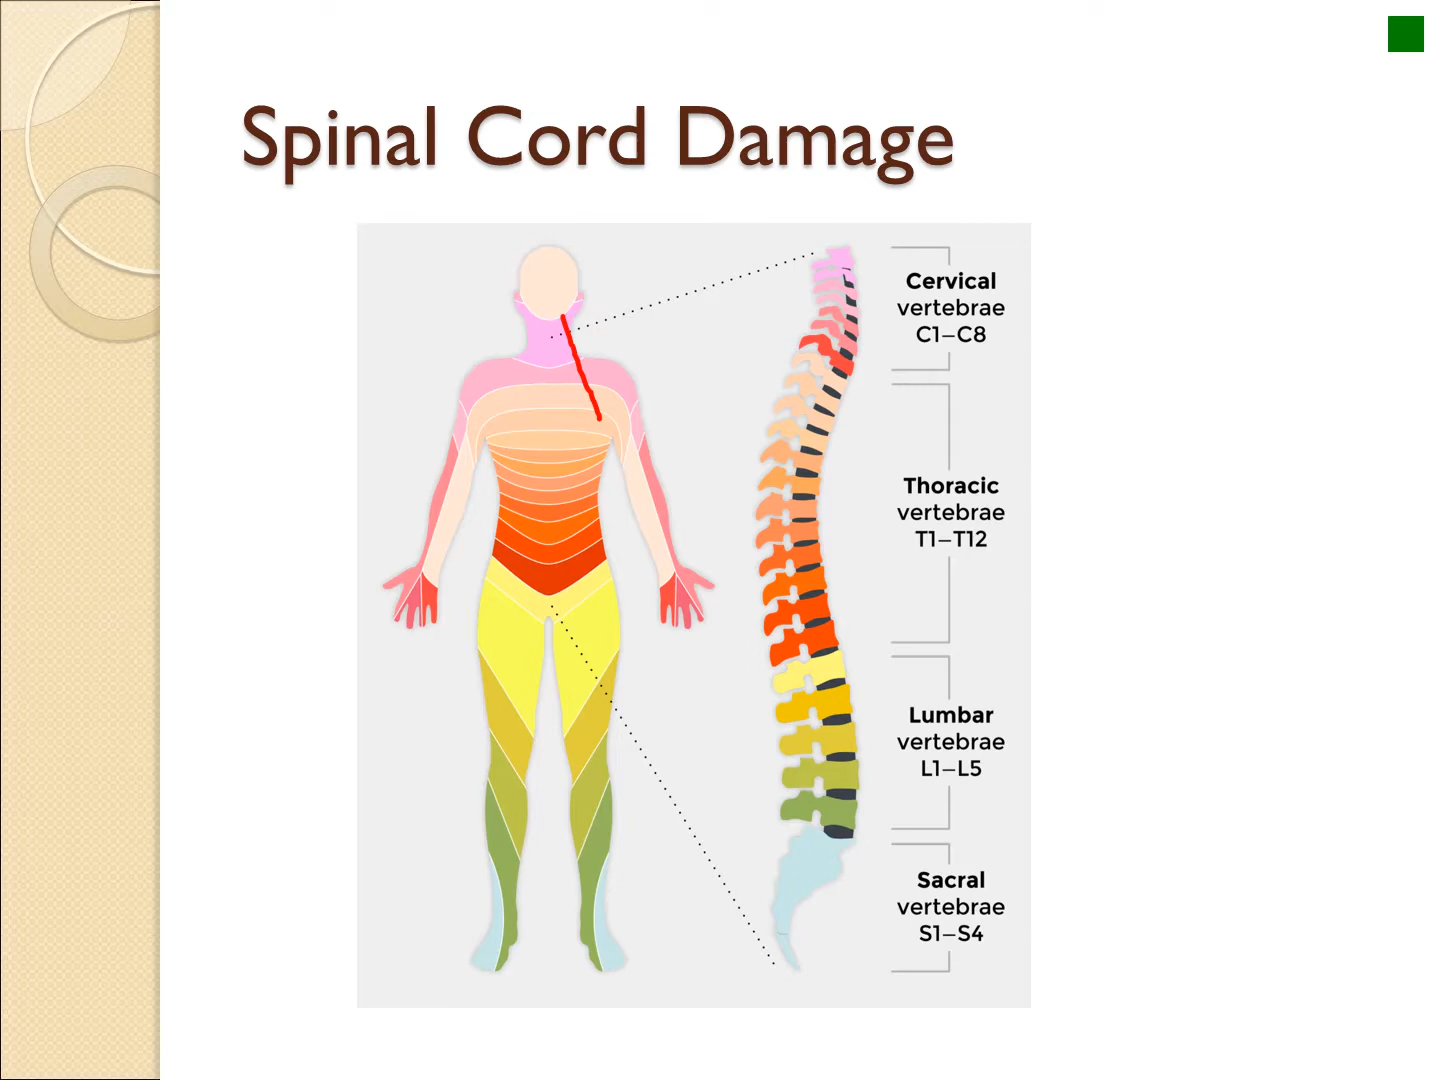 Spinal Cord Damage
Cervical
vertebrae
C1–C8
Thoracic
vertebrae
T1–T12
Lumbar
vertebrae
L1–L5
Sacral
vertebrae
S1–S4